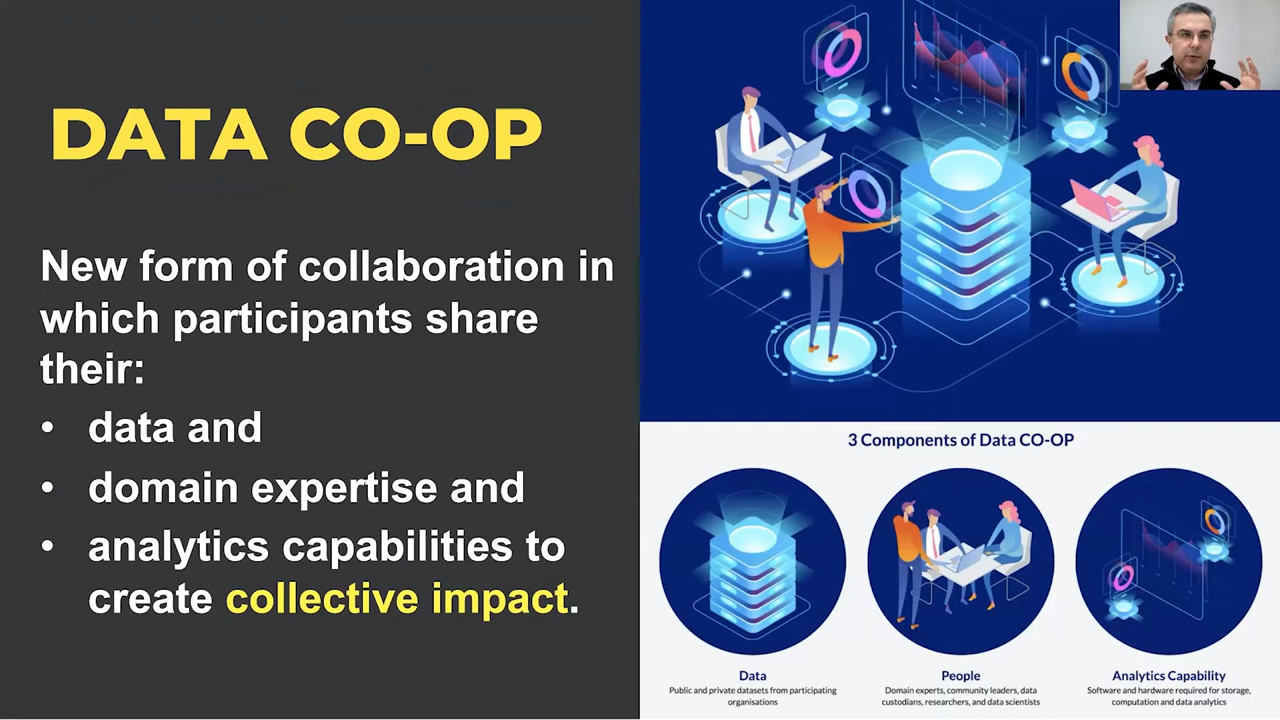 DATA CO-OP
New form of collaboration in
which participants share
their:
• data and
• domain expertise and
• analytics capabilities to
create collective impact.
3 Components of Data CO-OP
Data
Public and private datasets from participating
organisations
People
Domain experts, community leaders, data
custodians, researchers, and data scientists
Analytics Capability
Software and hardware required for storage,
computation and data analytics